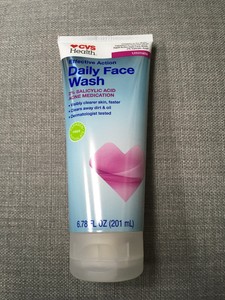 CVS
Health.
Effective Action
Daily Face
Wash
2% SALICYLIC ACID
ACNE MEDICATION
• Visibly clearer skin, faster
• Clears away dirt & oil
• Dermatologist tested
6.78 FL OZ (201 mL)